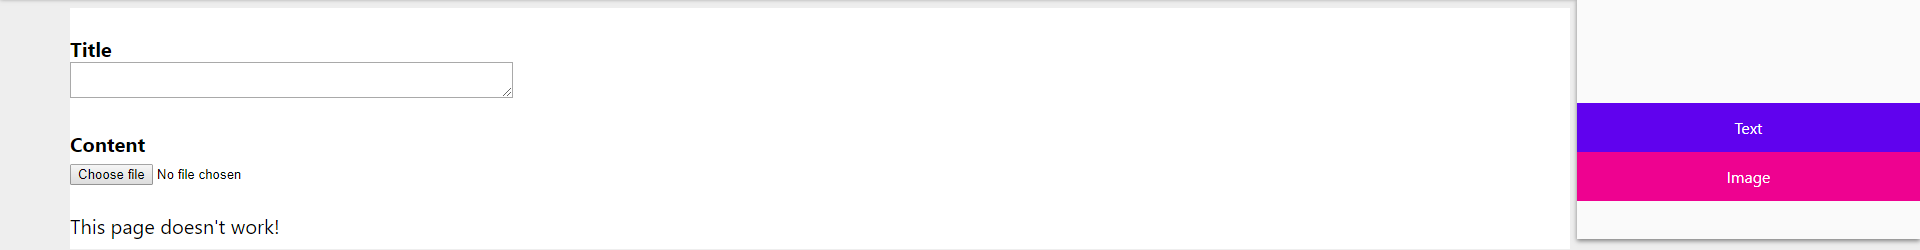 Title
Content
Choose file No file chosen
This page doesn't work!
Text
Image